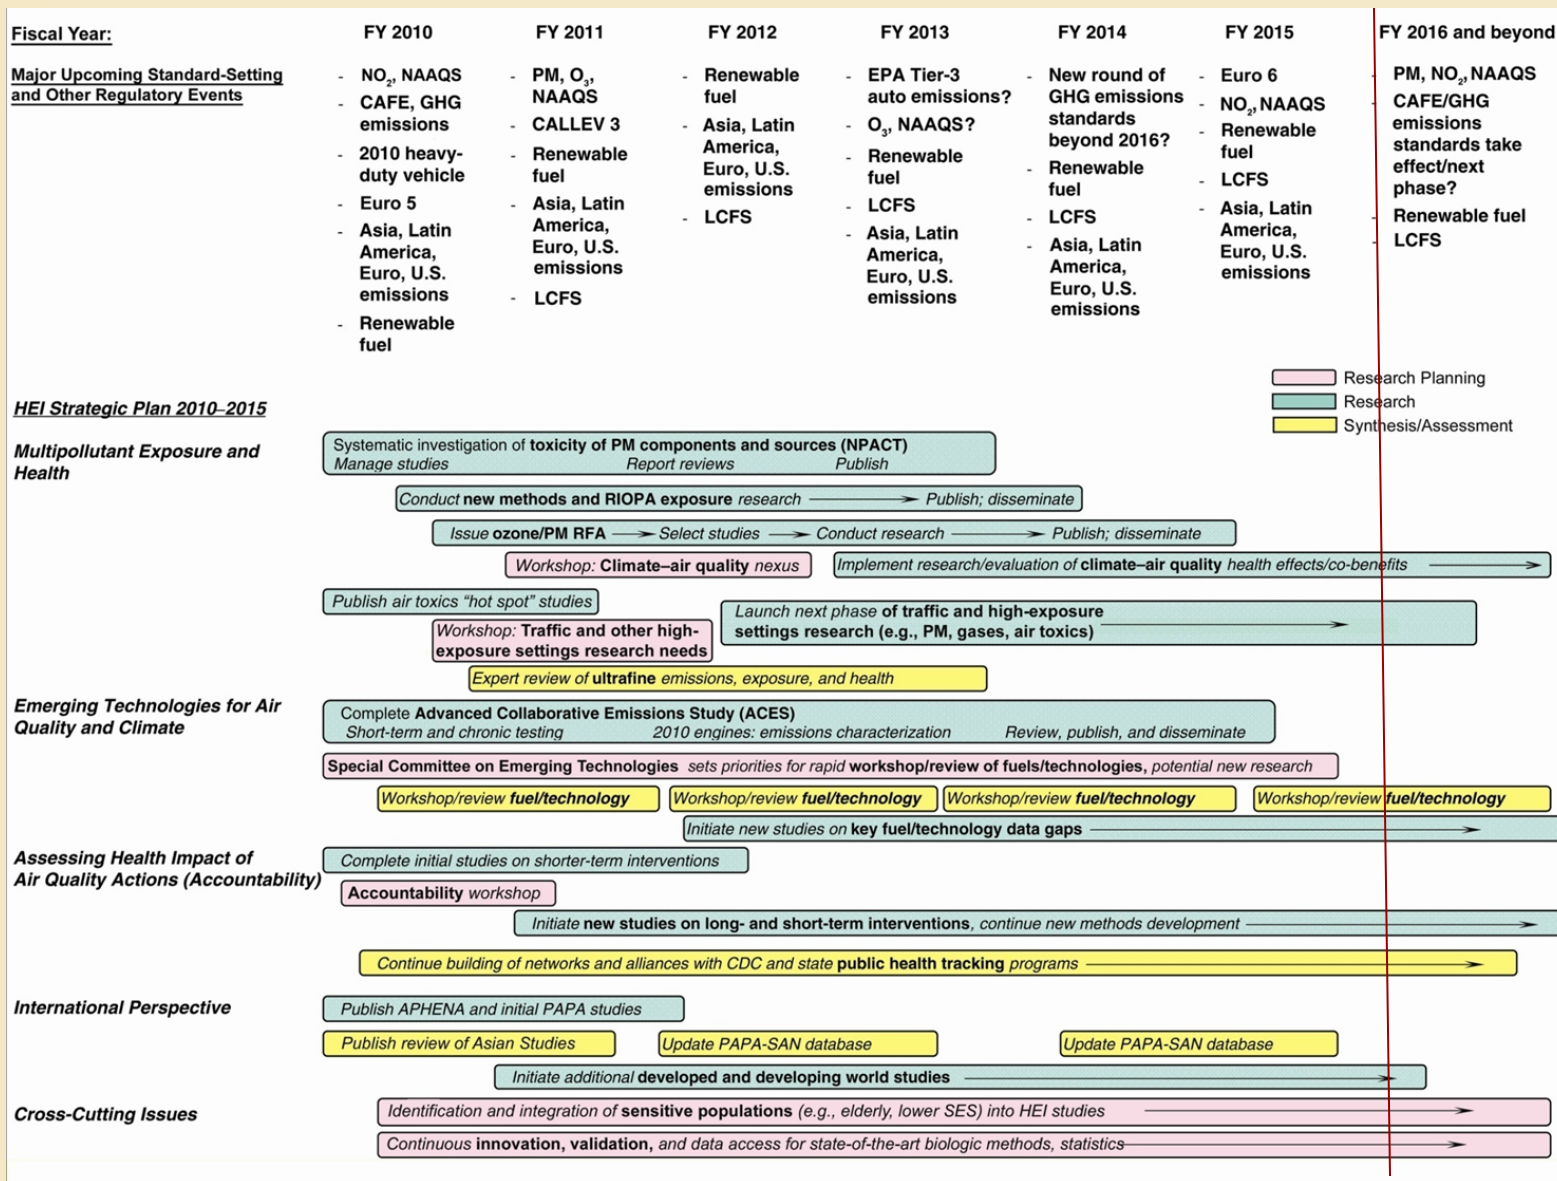 Fiscal Year:
FY 2010
FY 2011
FY 2012
FY 2013
FY 2014
FY 2015
FY 2016 and beyond
Major Upcoming Standard-Setting
and Other Regulatory Events
- NO2, NAAQS
- CAFE, GHG
emissions
- 2010 heavy-
duty vehicle
- Euro 5
- Asia, Latin
America,
Euro, U.S.
emissions
- Renewable
fuel
- PM, O3,
NAAQS
- CALLEV 3
- Renewable
fuel
- Asia, Latin
America,
Euro, U.S.
emissions
- LCFS
- Renewable
fuel
- Asia, Latin
America,
Euro, U.S.
emissions
- LCFS
- EPA Tier-3
auto emissions?
- O3, NAAQS?
- Renewable
fuel
- LCFS
- Asia, Latin
America,
Euro, U.S.
emissions
- New round of
GHG emissions
standards
beyond 2016?
- Renewable
fuel
- LCFS
- Asia, Latin
America,
Euro, U.S.
emissions
- Euro 6
- NO2, NAAQS
- Renewable
fuel
- LCFS
- Asia, Latin
America,
Euro, U.S.
emissions
- PM, NO2, NAAQS
- CAFE/GHG
emissions
standards take
effect/next
phase?
- Renewable fuel
- LCFS
Research Planning
Research
Synthesis/Assessment
HEI Strategic Plan 2010–2015
Multipollutant Exposure and
Health
Systematic investigation of toxicity of PM components and sources (NPACT)
Manage studies Report reviews Publish
Conduct new methods and RIOPA exposure research Publish; disseminate
Issue ozone/PM RFA Select studies Conduct research Publish; disseminate
Workshop: Climate–air quality nexus
Implement research/evaluation of climate–air quality health effects/co-benefits
Publish air toxics “hot spot” studies
Launch next phase of traffic and high-exposure
settings research (e.g., PM, gases, air toxics)
Workshop: Traffic and other high-
exposure settings research needs
Expert review of ultrafine emissions, exposure, and health
Emerging Technologies for Air
Quality and Climate
Complete Advanced Collaborative Emissions Study (ACES)
Short-term and chronic testing 2010 engines: emissions characterization Review, publish, and disseminate
Special Committee on Emerging Technologies sets priorities for rapid workshop/review of fuels/technologies, potential new research
Workshop/review fuel/technology
Workshop/review fuel/technology
Workshop/review fuel/technology
Workshop/review fuel/technology
Initiate new studies on key fuel/technology data gaps
Assessing Health Impact of
Air Quality Actions (Accountability)
Complete initial studies on shorter-term interventions
Accountability workshop
Initiate new studies on long- and short-term interventions, continue new methods development
Continue building of networks and alliances with CDC and state public health tracking programs
International Perspective
Publish APHENA and initial PAPA studies
Publish review of Asian Studies
Update PAPA-SAN database
Update PAPA-SAN database
Initiate additional developed and developing world studies
Cross-Cutting Issues
Identification and integration of sensitive populations (e.g., elderly, lower SES) into HEI studies
Continuous innovation, validation, and data access for state-of-the-art biologic methods, statistics